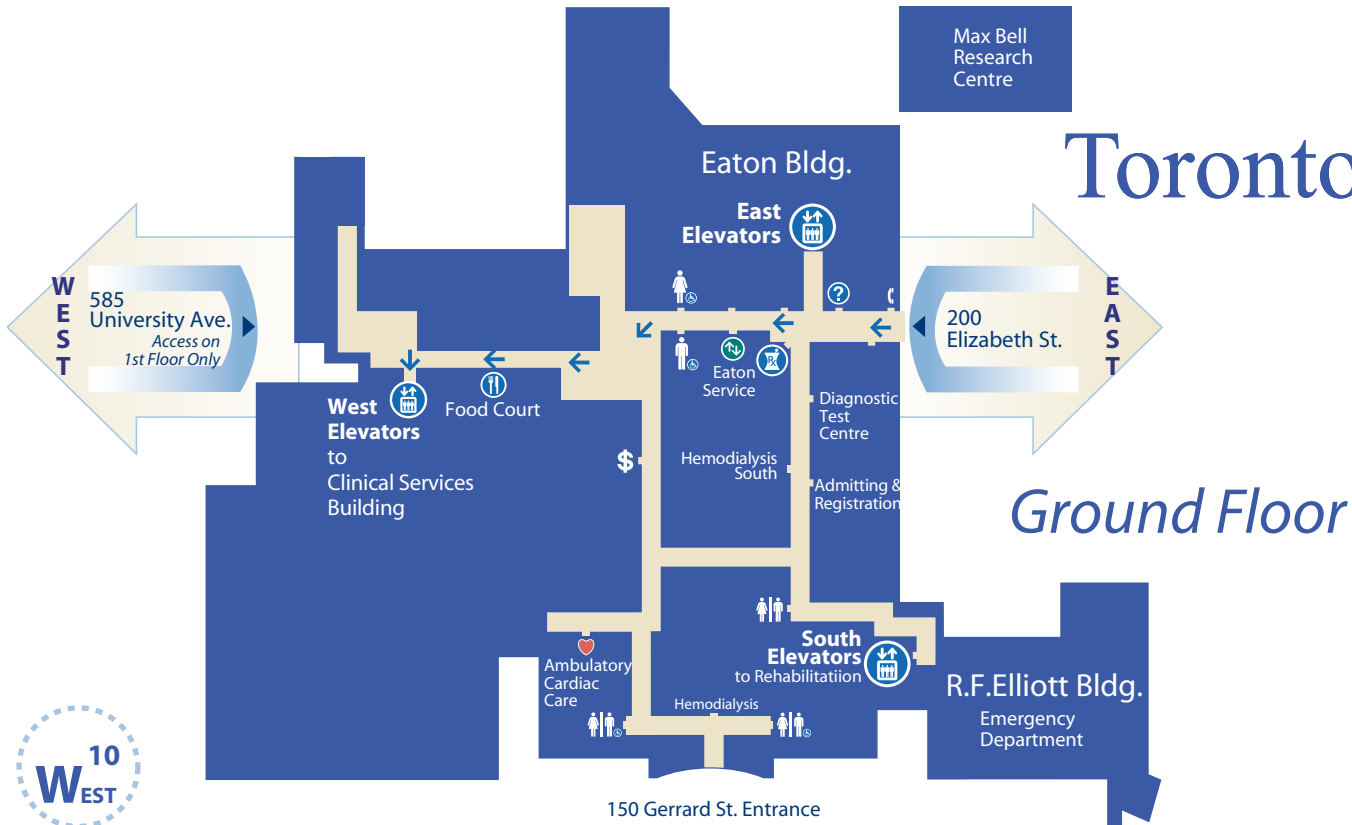 Max Bell
Research
Centre
Toronto
Eaton Bldg.
East
Elevators
WEST
585
University Ave.
Access on
1st Floor Only
?
200
Elizabeth St.
EAST
Rx
Eaton
Service
West
Elevators
to
Clinical Services
Building
Food Court
Diagnostic
Test
Centre
$
Hemodialysis
South
Admitting &
Registration
Ground Floor
South
Elevators
to Rehabilitatiion
Ambulatory
Cardiac
Care
Hemodialysis
R.F.Elliott Bldg.
Emergency
Department
10
WEST
150 Gerrard St. Entrance